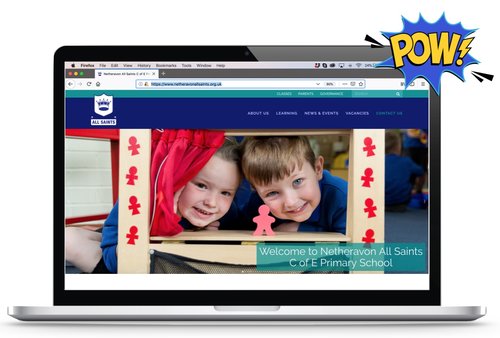 POW!
Firefox File Edit View History Bookmarks Tools Window Help
Netheravon All Saints C of E P
https://www.netheravonallsaints.org.uk
CLASSES PARENTS GOVERNANCE
ALL SAINTS
ABOUT US LEARNING NEWS & EVENTS VACANCIES CONTACT US
Welcome to Netheravon All Saints
C of E Primary School